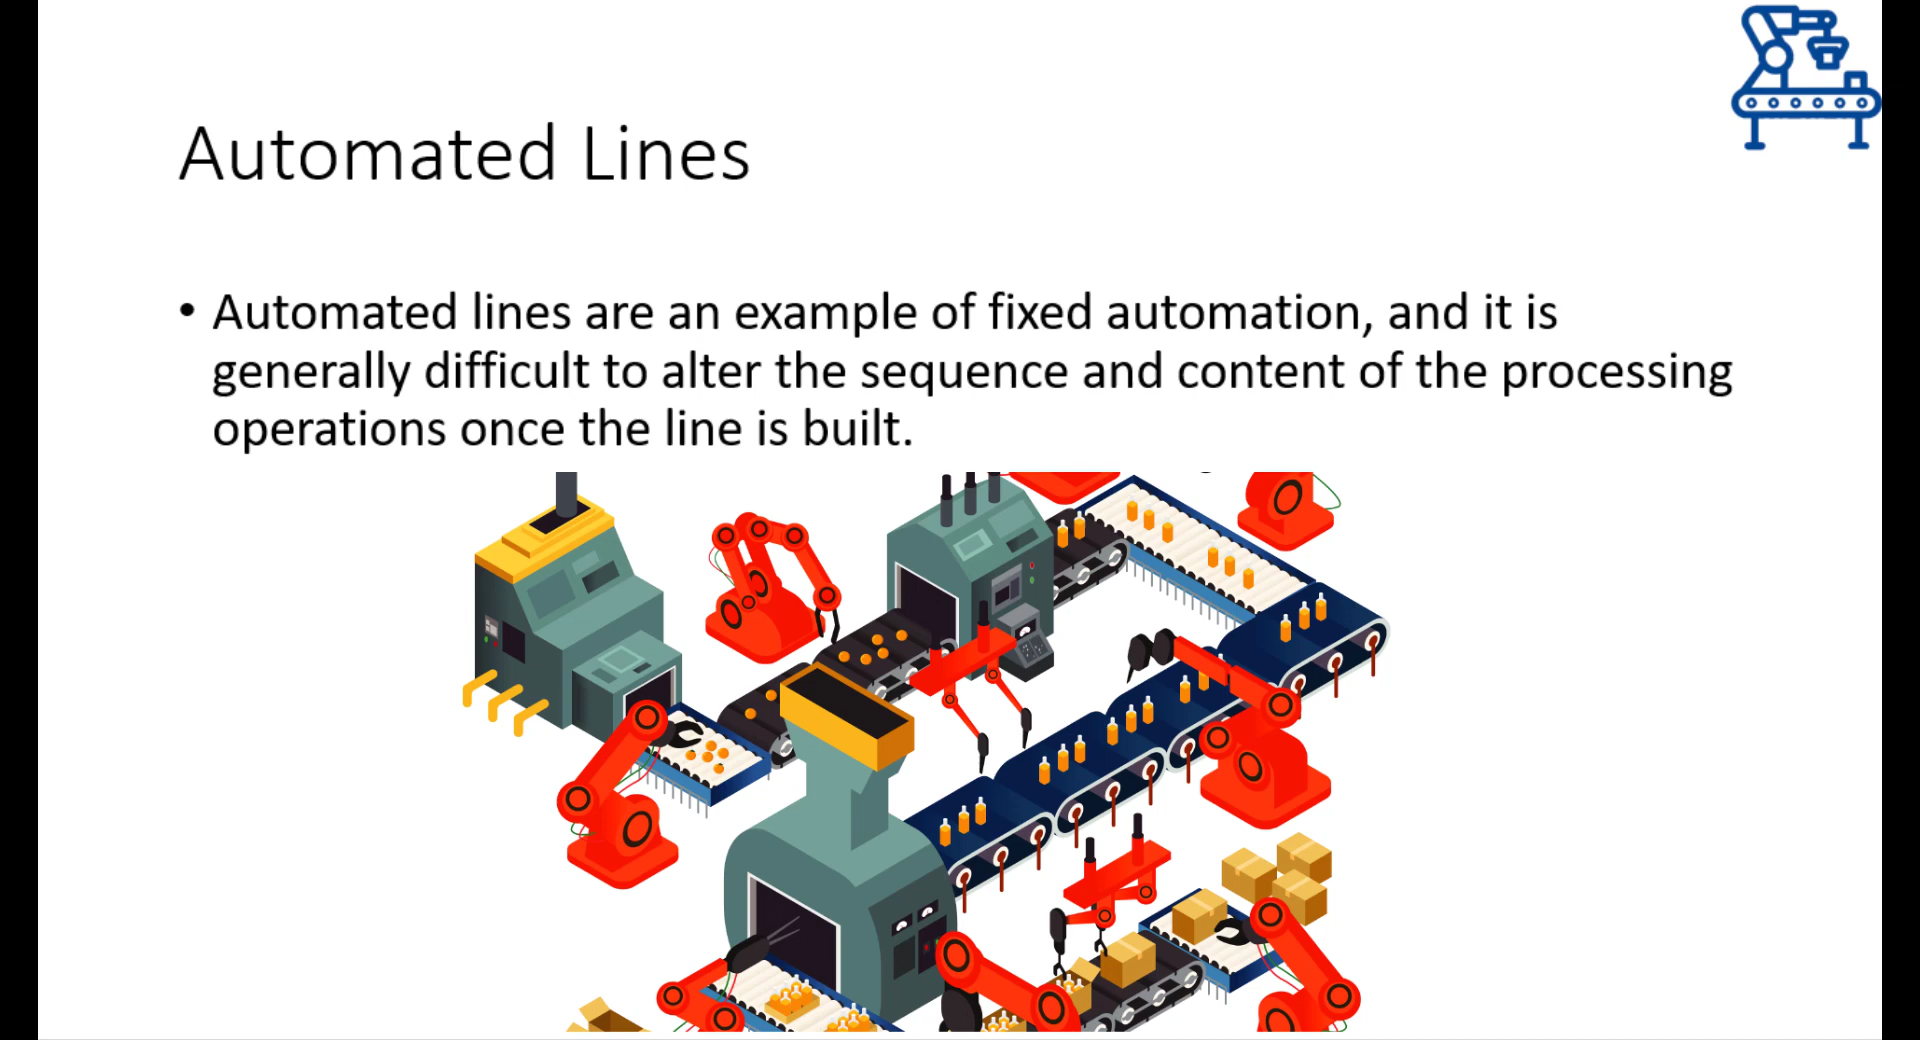 Automated Lines
• Automated lines are an example of fixed automation, and it is
generally difficult to alter the sequence and content of the processing
operations once the line is built.